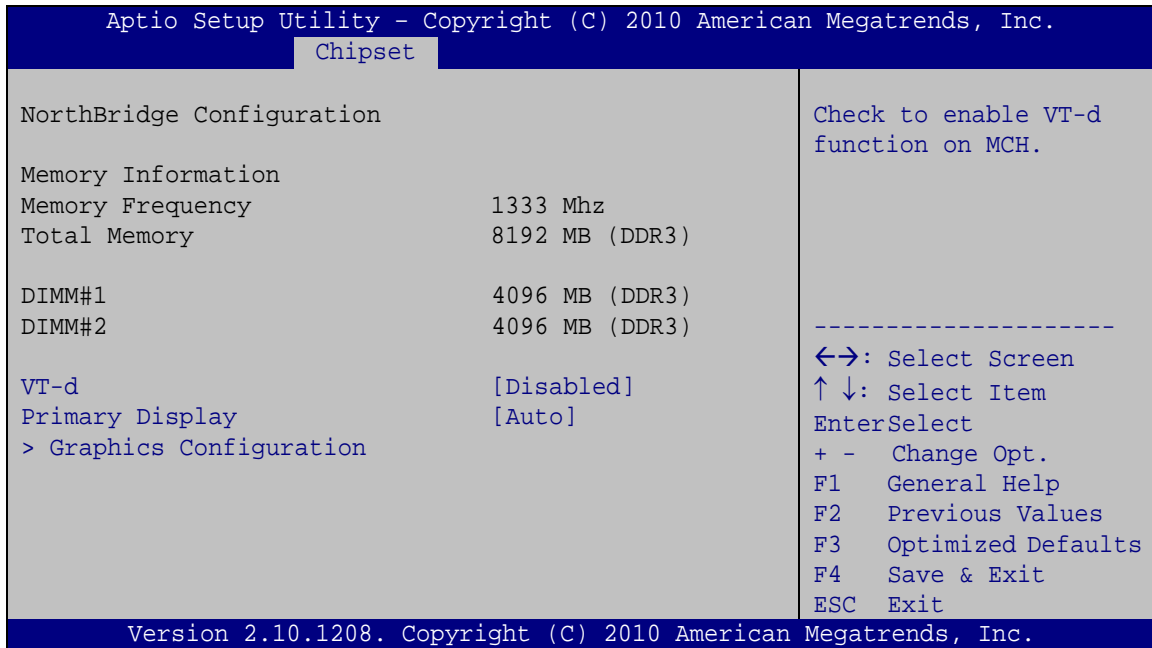 Aptio Setup Utility – Copyright (C) 2010 American Megatrends, Inc.
Chipset
NorthBridge Configuration
Memory Information
Memory Frequency 1333 Mhz
Total Memory 8192 MB (DDR3)
DIMM#1 4096 MB (DDR3)
DIMM#2 4096 MB (DDR3)
VT-d [Disabled]
Primary Display [Auto]
> Graphics Configuration
Check to enable VT-d
function on MCH.
---------------------
←→: Select Screen
↑ ↓: Select Item
EnterSelect
+ - Change Opt.
F1 General Help
F2 Previous Values
F3 Optimized Defaults
F4 Save & Exit
ESC Exit
Version 2.10.1208. Copyright (C) 2010 American Megatrends, Inc.